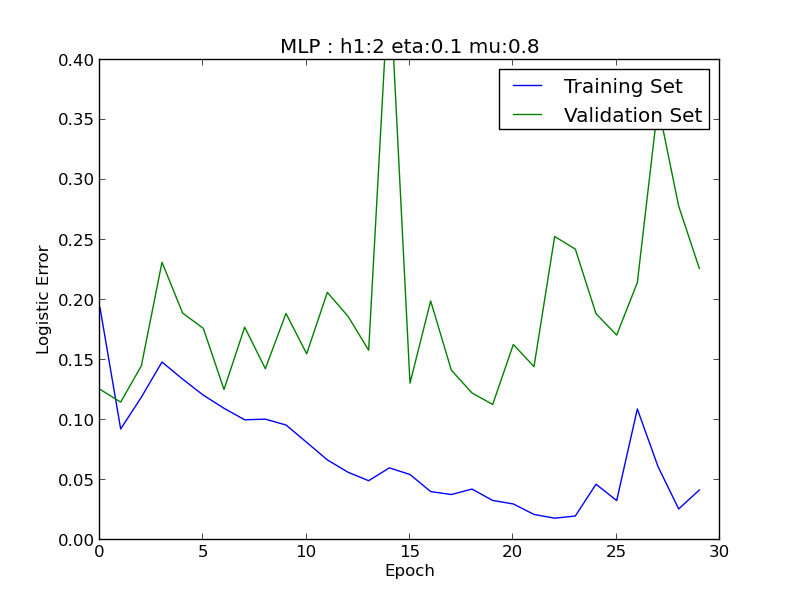 MLP : h1:2 eta:0.1 mu:0.8
0.40
0.35
0.30
0.25
0.20
0.15
0.10
0.05
0.00
Logistic Error
Training Set
Validation Set
0 5 10 15 20 25 30
Epoch